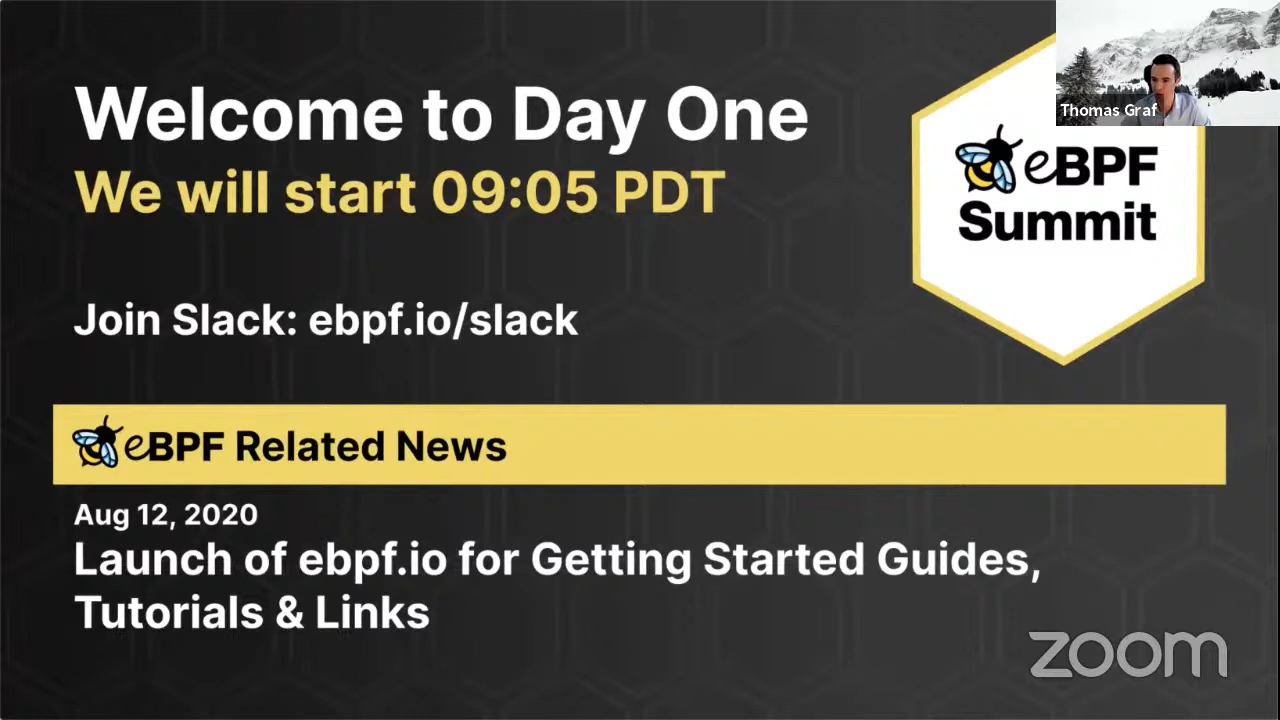 Welcome to Day One
We will start 09:05 PDT
Thomas Graf
eBPF
Summit
Join Slack: ebpf.io/slack
eBPF Related News
Aug 12, 2020
Launch of ebpf.io for Getting Started Guides,
Tutorials & Links
zoom